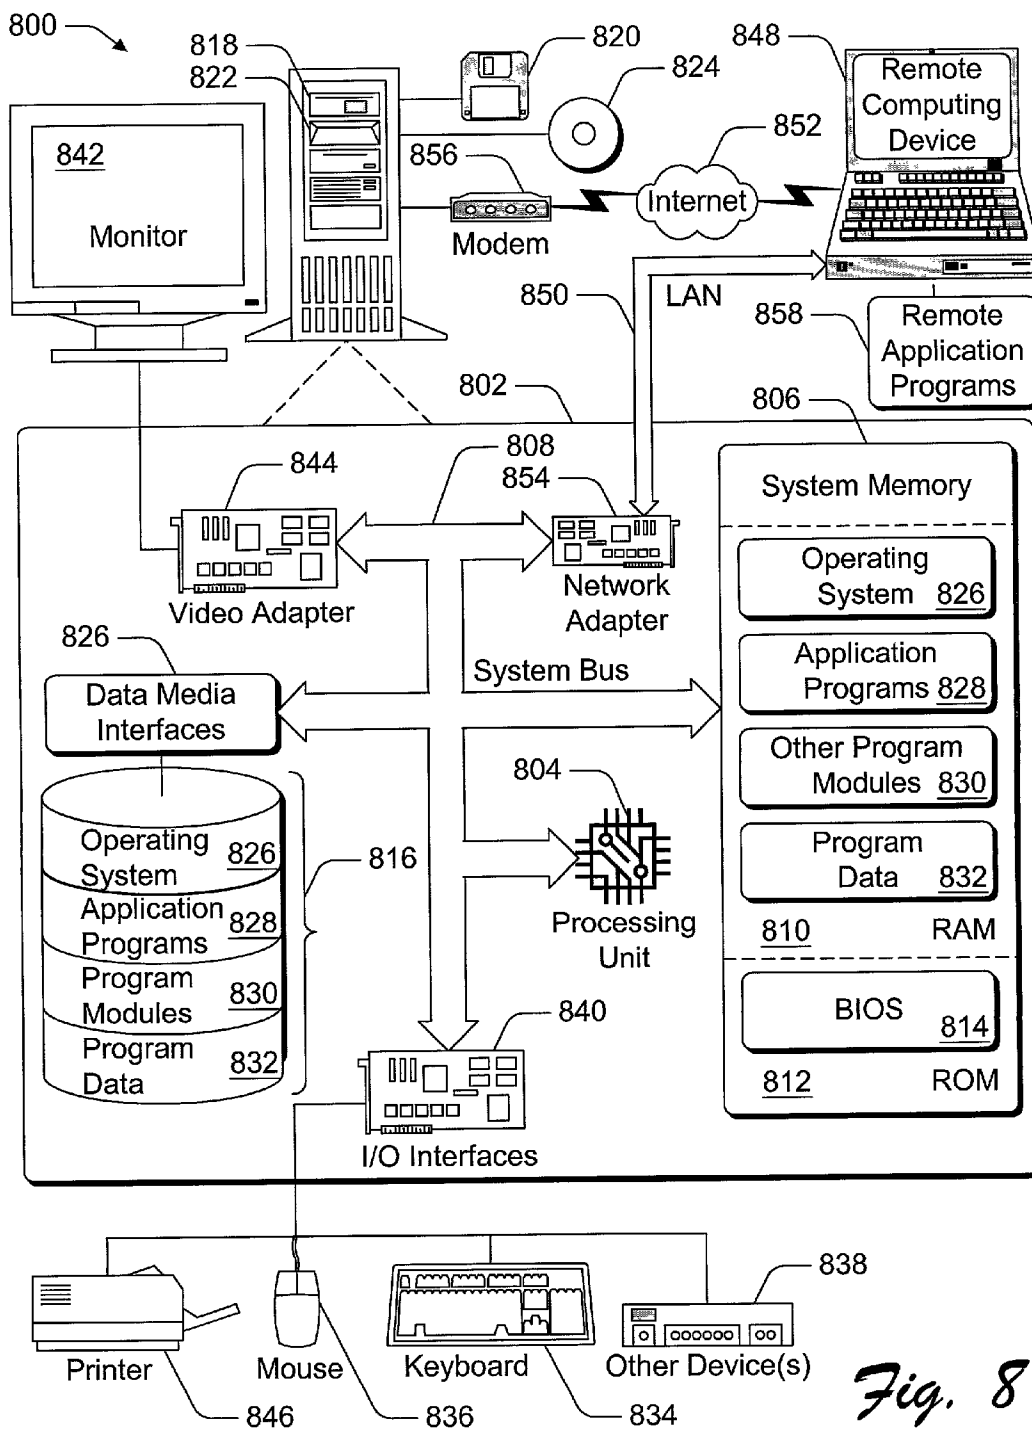 800
818
822
820
824
848
Remote
Computing
Device
842
Monitor
856
Modem
852
Internet
850
LAN
858
Remote
Application
Programs
802
806
844
808
854
System Memory
Operating
System 826
Application
Programs 828
Other Program
Modules 830
Program
Data 832
810 RAM
BIOS 814
812 ROM
Video Adapter
Network
Adapter
826
System Bus
Data Media
Interfaces
804
Processing
Unit
Operating
System 826
816
Application
Programs 828
Program
Modules 830
Program
Data 832
840
I/O Interfaces
Printer
846
Mouse
836
Keyboard
834
838
Other Device(s)
Fig. 8